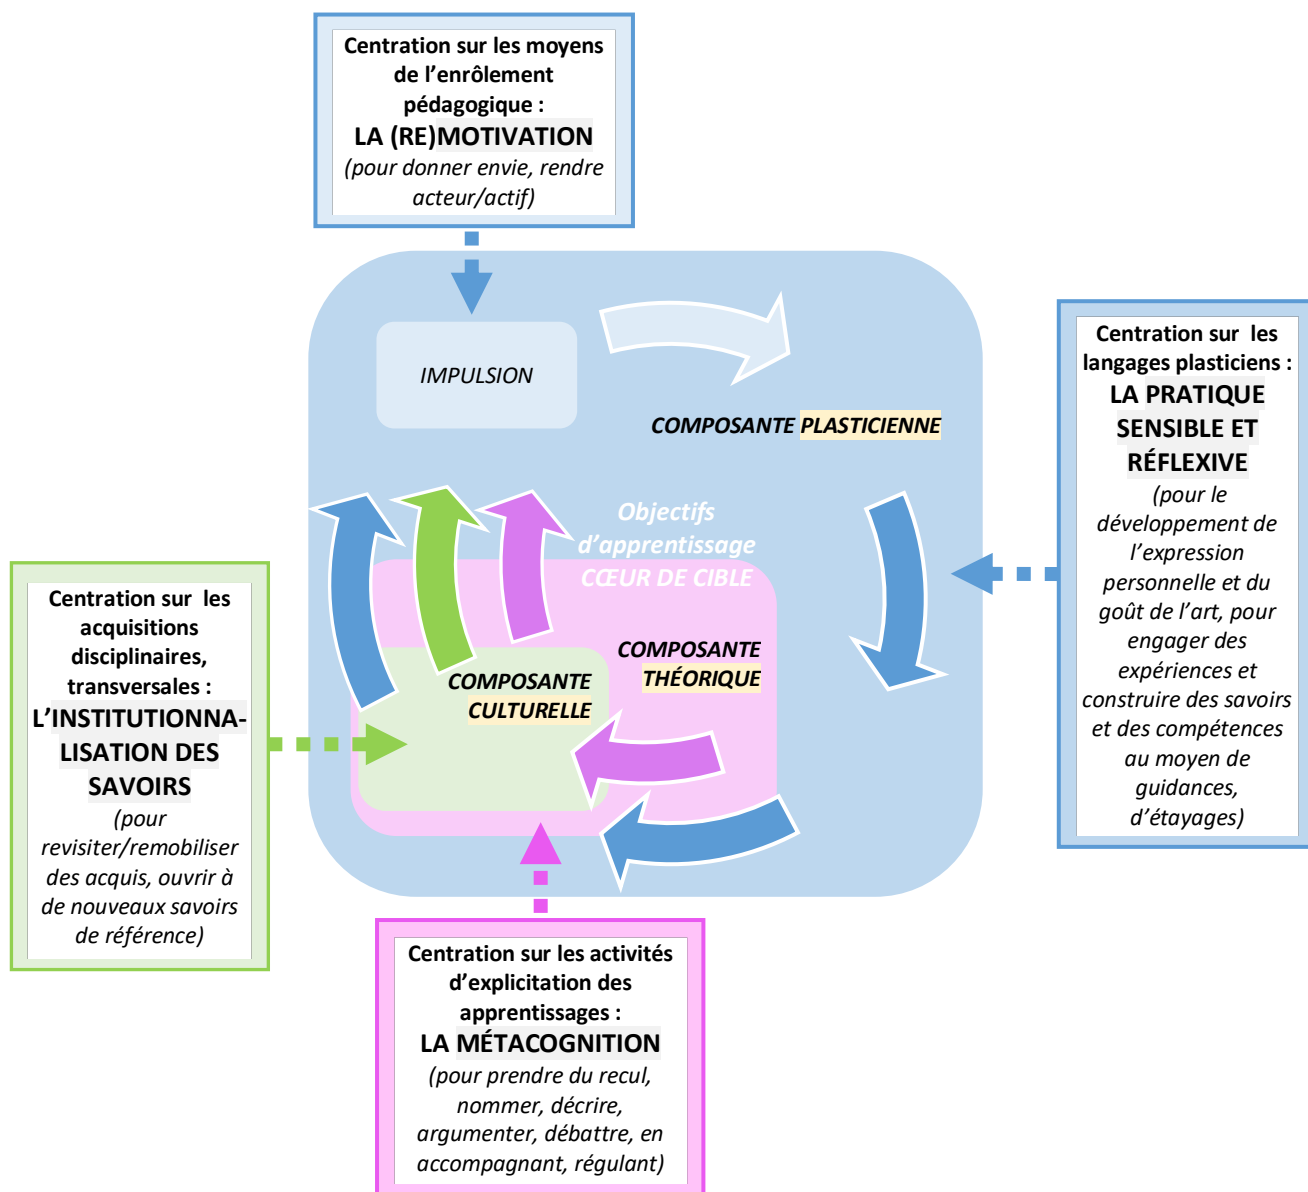 Centration sur les moyens
de l’enrôlement
pédagogique :
LA (RE)MOTIVATION
(pour donner envie, rendre
acteur/actif)
IMPULSION
COMPOSANTE PLASTICIENNE
Objectifs
d’apprentissage
CŒUR DE CIBLE
COMPOSANTE
THÉORIQUE
COMPOSANTE
CULTURELLE
Centration sur  les
langages plasticiens :
LA PRATIQUE
SENSIBLE ET
RÉFLEXIVE
(pour le
développement de
l’expression
personnelle et du
goût de l’art, pour
engager des
expériences et
construire des savoirs
et des compétences
au moyen de
guidances,
d’étayages)
Centration sur  les
acquisitions
disciplinaires,
transversales :
L’INSTITUTIONNA-
LISATION DES
SAVOIRS
(pour
revisiter/remobiliser
des acquis, ouvrir à
de nouveaux savoirs
de référence)
Centration sur les activités
d’explicitation des
apprentissages :
LA MÉTACOGNITION
(pour prendre du recul,
nommer, décrire,
argumenter, débattre, en
accompagnant, régulant)